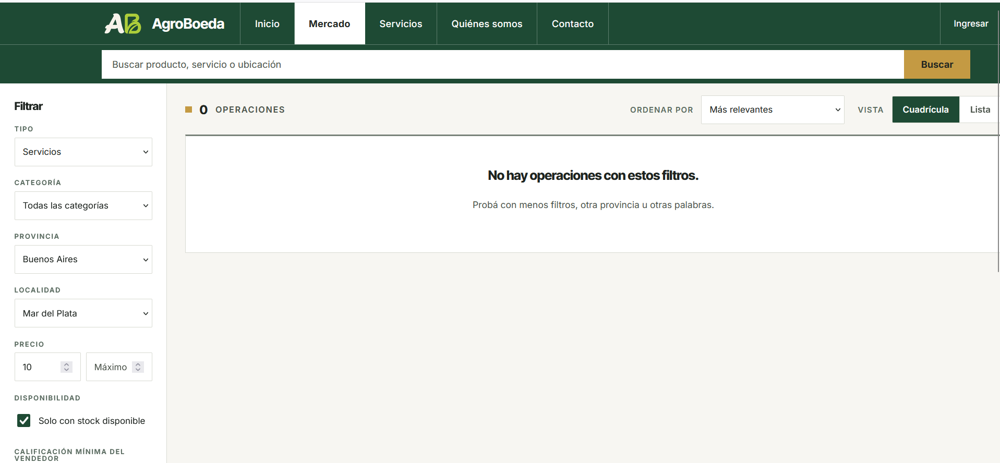 AB AgroBoeda
Inicio
Mercado
Servicios
Quiénes somos
Contacto
Ingresar
Buscar producto, servicio o ubicación
Buscar
Filtrar
TIPO
Servicios
CATEGORÍA
Todas las categorías
PROVINCIA
Buenos Aires
LOCALIDAD
Mar del Plata
PRECIO
10
Máximo
DISPONIBILIDAD
Solo con stock disponible
CALIFICACIÓN MÍNIMA DEL
VENDEDOR
0 OPERACIONES
ORDENAR POR
Más relevantes
VISTA
Cuadrícula
Lista
No hay operaciones con estos filtros.
Probá con menos filtros, otra provincia u otras palabras.